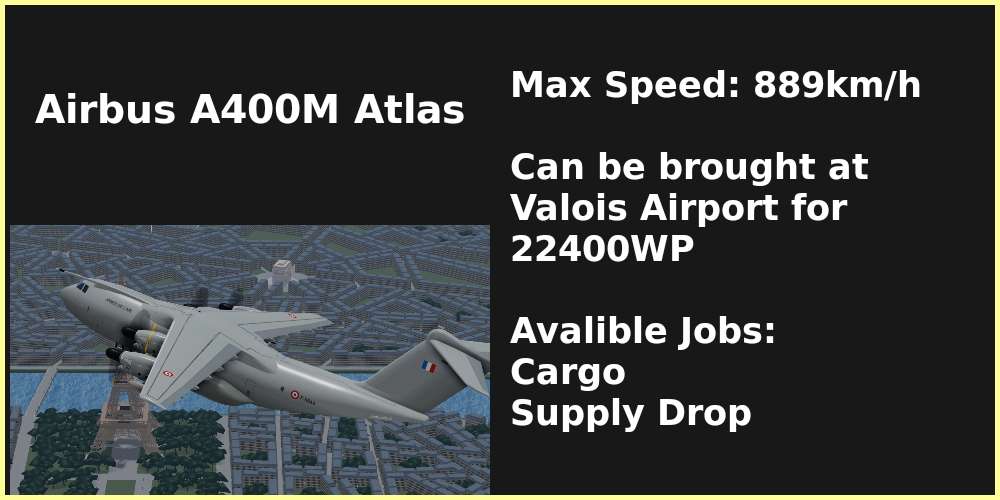 Airbus A400M Atlas
Max Speed: 889km/h
Can be brought at
Valois Airport for
22400WP
Avalible Jobs:
Cargo
Supply Drop